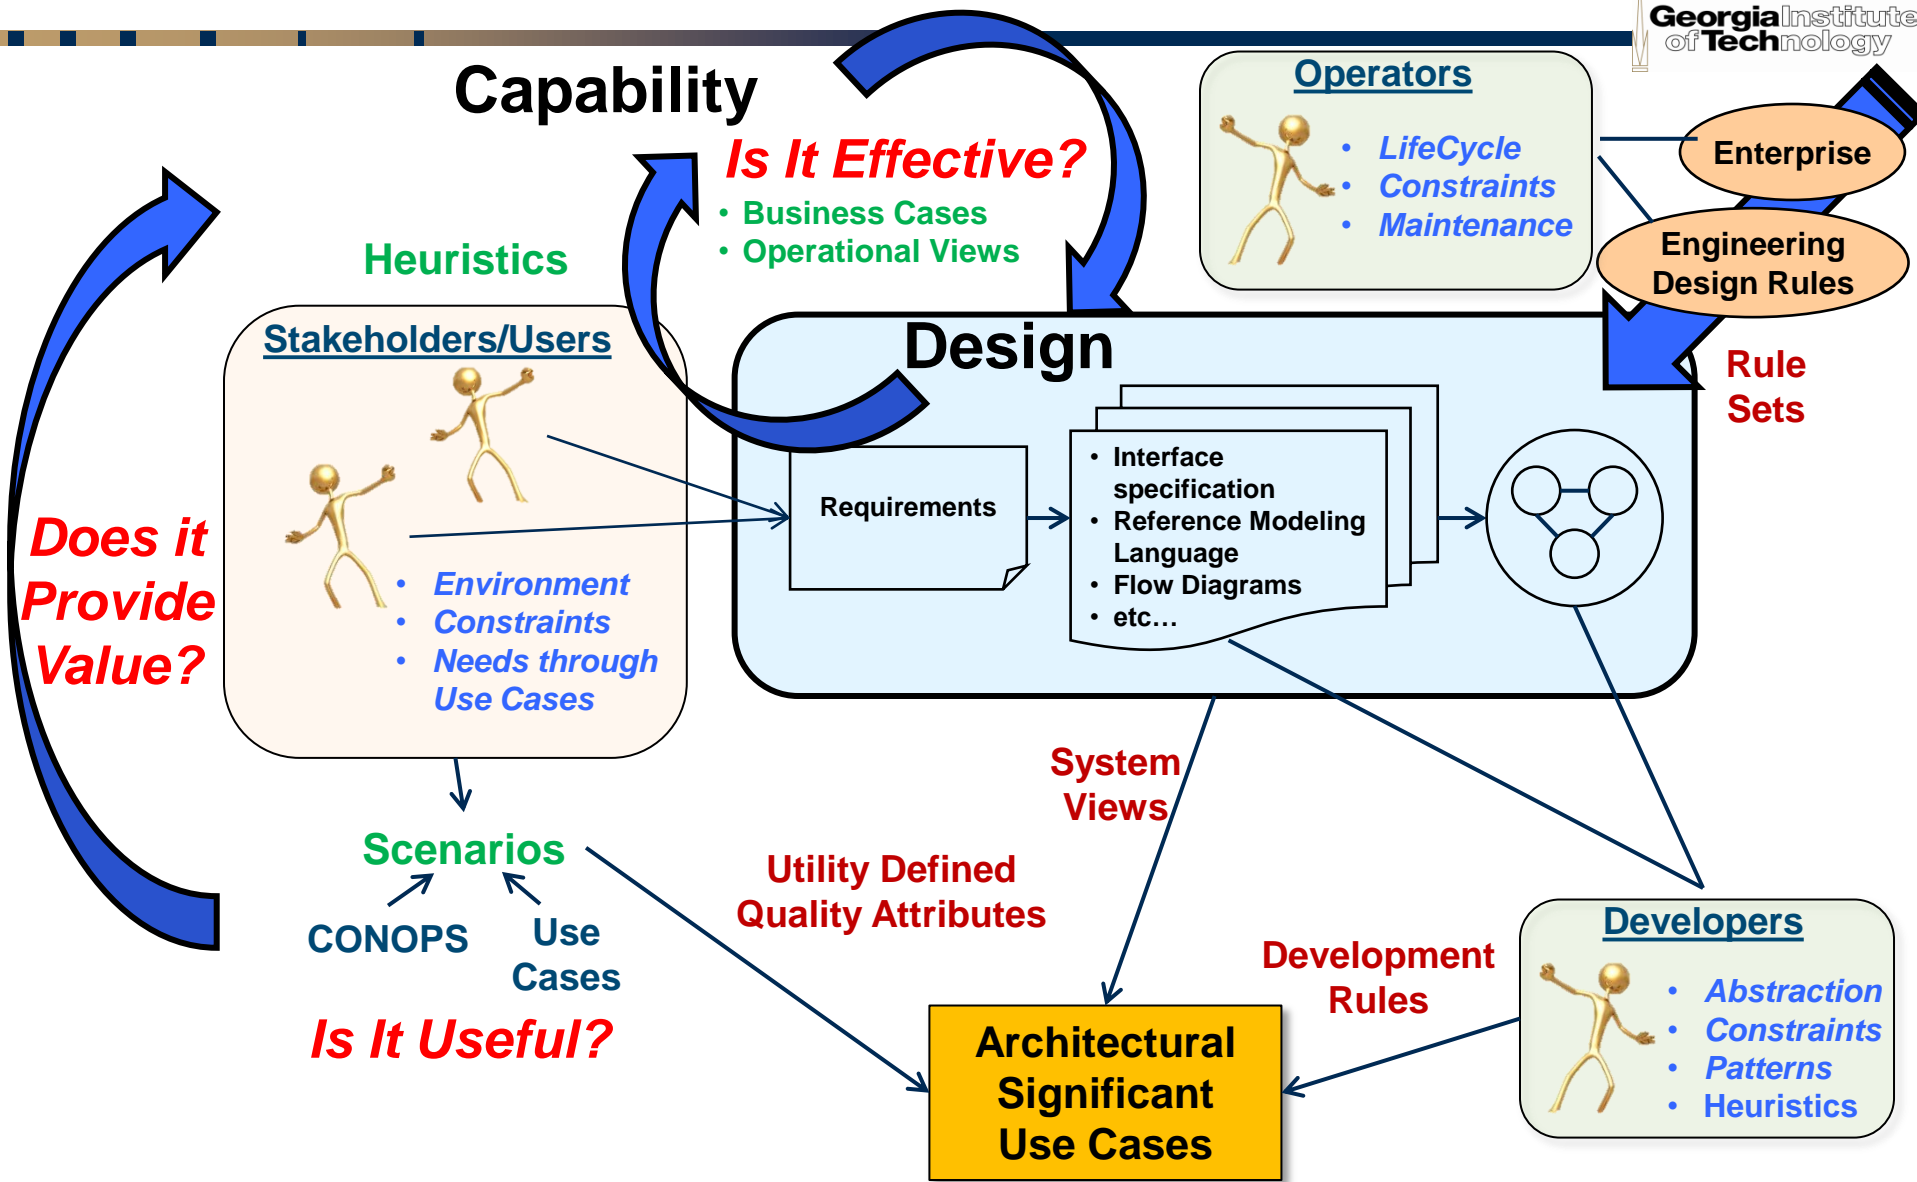 Georgia Institute
of Technology
Capability
Is It Effective?
• Business Cases
• Operational Views
Operators
• LifeCycle
• Constraints
• Maintenance
Enterprise
Engineering
Design Rules
Rule
Sets
Heuristics
Stakeholders/Users
• Environment
• Constraints
• Needs through
Use Cases
Does it
Provide
Value?
Design
Requirements
• Interface
specification
• Reference Modeling
Language
• Flow Diagrams
• etc…
System
Views
Scenarios
CONOPS
Use
Cases
Is It Useful?
Utility Defined
Quality Attributes
Development
Rules
Architectural
Significant
Use Cases
Developers
• Abstraction
• Constraints
• Patterns
• Heuristics